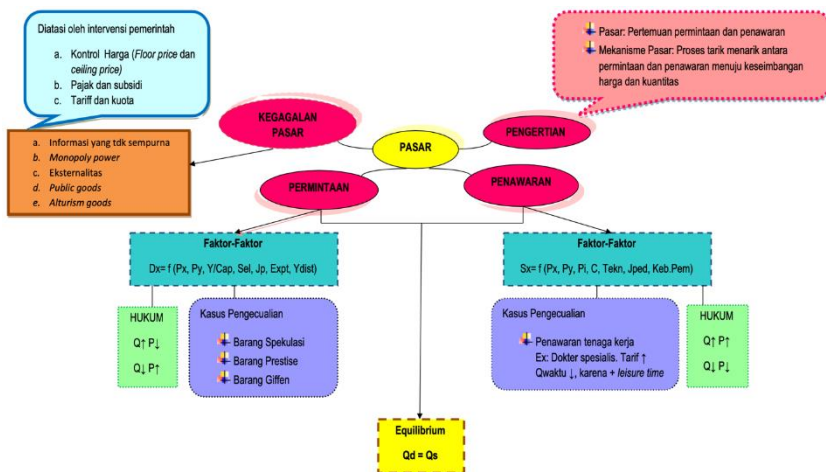 Diatasi oleh intervensi pemerintah
a. Kontrol Harga (Floor price dan
ceiling price)
b. Pajak dan subsidi
c. Tariff dan kuota
Pasar: Pertemuan permintaan dan penawaran
Mekanisme Pasar: Proses tarik menarik antara
permintaan dan penawaran menuju keseimbangan
harga dan kuantitas
KEGAGALAN
PASAR
PASAR
PENGERTIAN
a. Informasi yang tdk sempurna
b. Monopoly power
c. Eksternalitas
d. Public goods
e. Alturism goods
PERMINTAAN
PENAWARAN
Faktor-Faktor
Dx= f (Px, Py, Y/Cap, Sel, Jp, Expt, Ydist)
Faktor-Faktor
Sx= f (Px, Py, Pi, C, Tekn, Jped, Keb.Pem)
HUKUM
Q↑ P↓
Q↓ P↑
Kasus Pengecualian
Barang Spekulasi
Barang Prestise
Barang Giffen
Kasus Pengecualian
Penawaran tenaga kerja
Ex: Dokter spesialis. Tarif ↑
Qwaktu ↓, karena + leisure time
HUKUM
Q↑ P↑
Q↓ P↓
Equilibrium
Qd = Qs